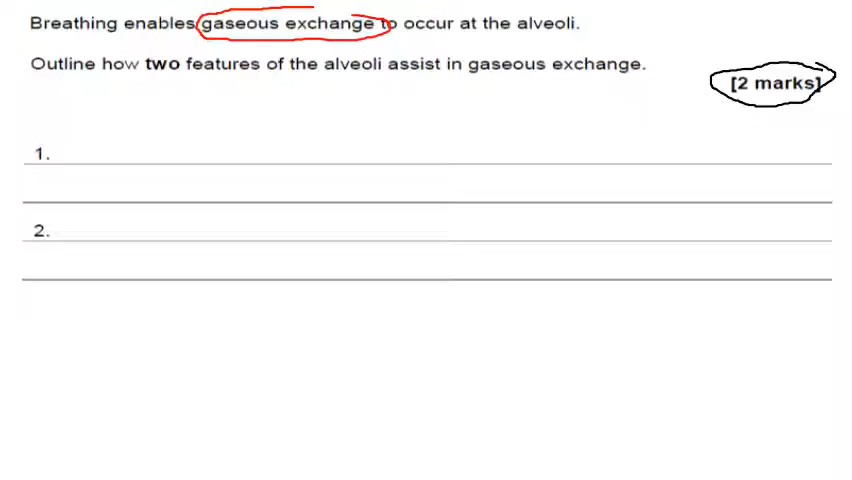 Breathing enables gaseous exchange to occur at the alveoli.
Outline how two features of the alveoli assist in gaseous exchange.
[2 marks]
1.
2.